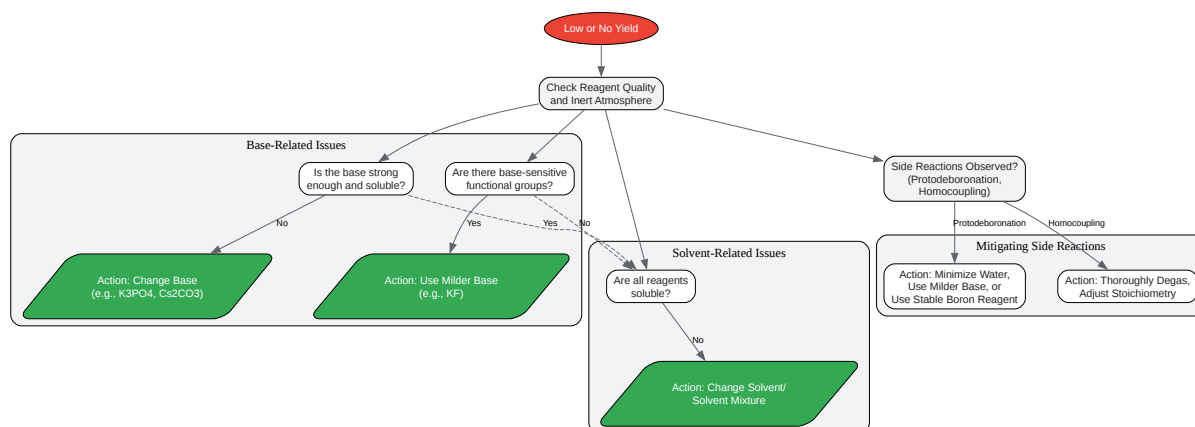 Low or No Yield
Check Reagent Quality
and Inert Atmosphere
Base-Related Issues
Is the base strong
enough and soluble?
Are there base-sensitive
functional groups?
Side Reactions Observed?
(Protodeboronation,
Homocoupling)
No
Yes
Yes
No
Protodeboronation
Homocoupling
Action: Change Base
(e.g., K3PO4, Cs2CO3)
Action: Use Milder Base
(e.g., KF)
Solvent-Related Issues
Are all reagents
soluble?
Mitigating Side Reactions
Action: Minimize Water,
Use Milder Base, or
Use Stable Boron Reagent
Action: Thoroughly Degas,
Adjust Stoichiometry
No
Action: Change Solvent/
Solvent Mixture